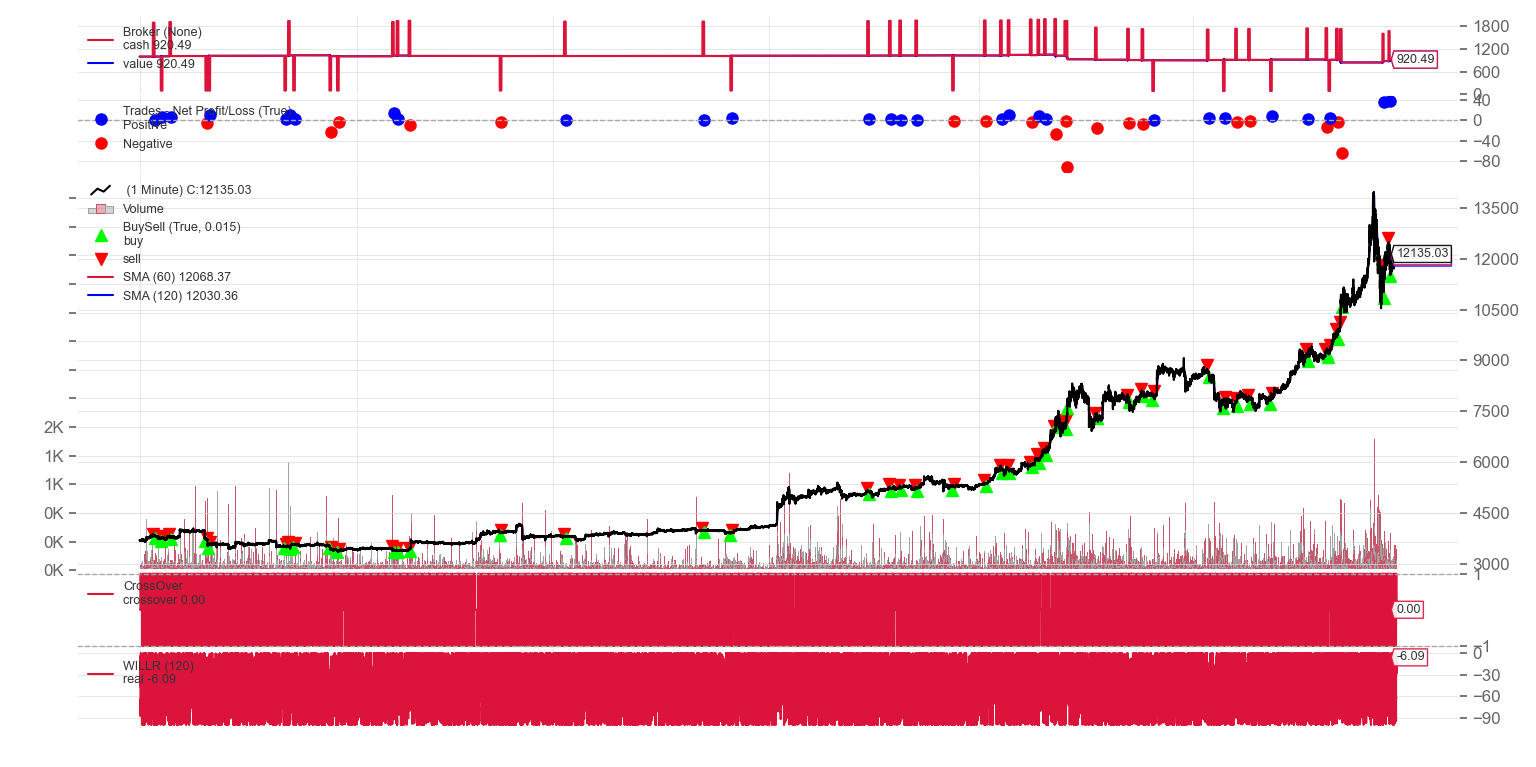 Broker (None)
cash 920.49
value 920.49
1800
1200
600
0
920.49
Trades - Net Profit/Loss (True)
Positive
Negative
40
0
−40
−80
(1 Minute) C:12135.03
Volume
BuySell (True, 0.015)
buy
sell
SMA (60) 12068.37
SMA (120) 12030.36
13500
12000
10500
9000
7500
6000
4500
3000
12135.03
2K
1K
1K
0K
0K
0K
CrossOver
crossover 0.00
1
0.00
−1
WILLR (120)
real -6.09
0
−30
−60
−90
-6.09